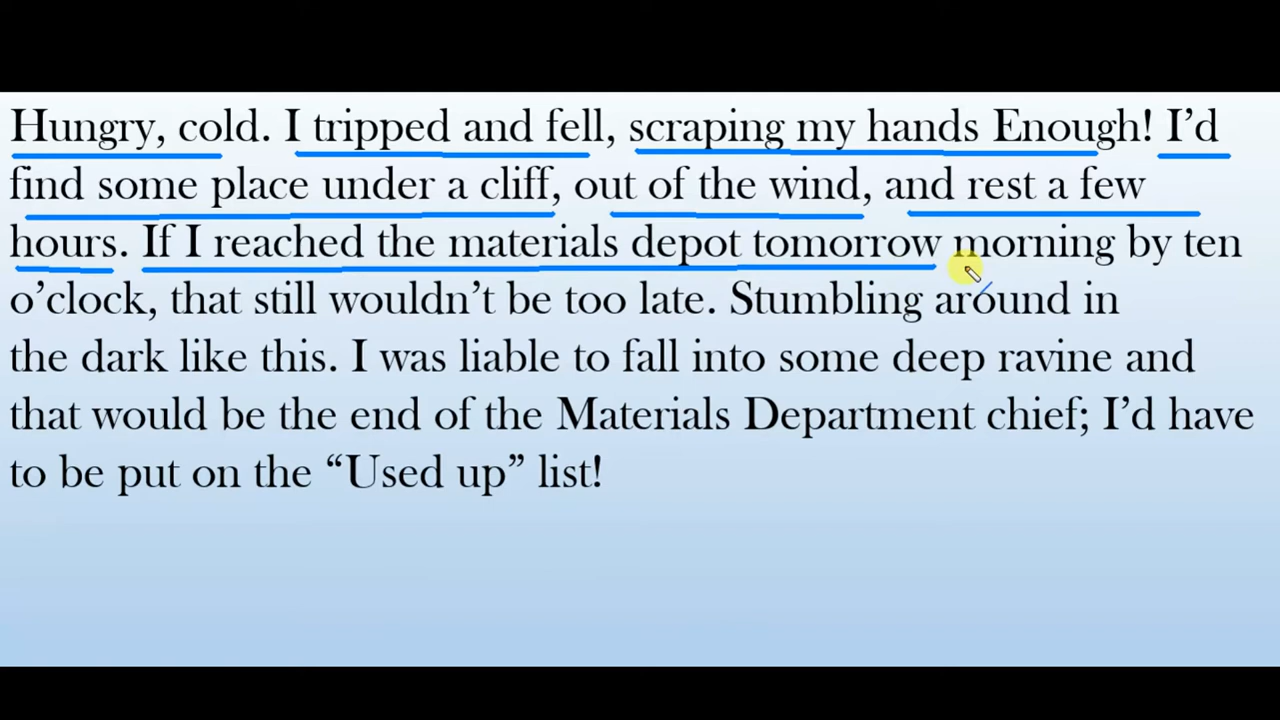 Hungry, cold. I tripped and fell, scraping my hands Enough! I’d
find some place under a cliff, out of the wind, and rest a few
hours. If I reached the materials depot tomorrow morning by ten
o’clock, that still wouldn’t be too late. Stumbling around in
the dark like this. I was liable to fall into some deep ravine and
that would be the end of the Materials Department chief; I’d have
to be put on the “Used up” list!